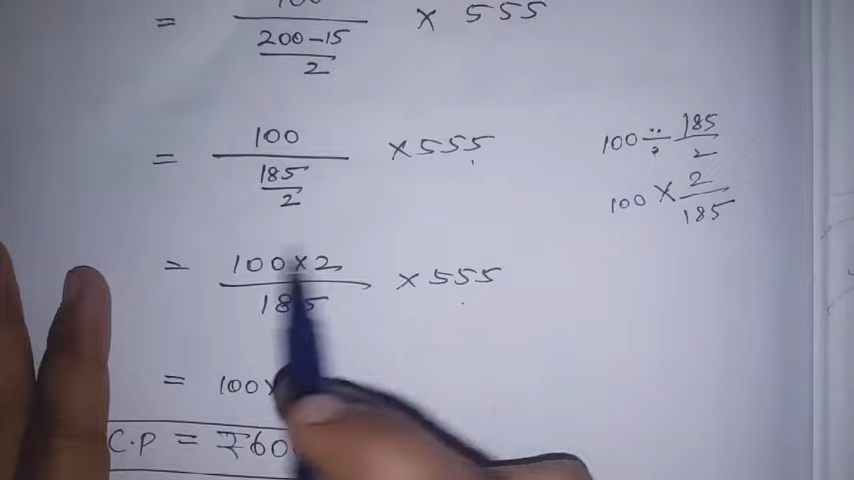 = 100 / (200-15 / 2) × 555
= 100 / (185 / 2) × 555
100 ÷ 185 / 2
100 × 2 / 185
= 100×2 / 185 × 555
= 100×
C.P = ₹60